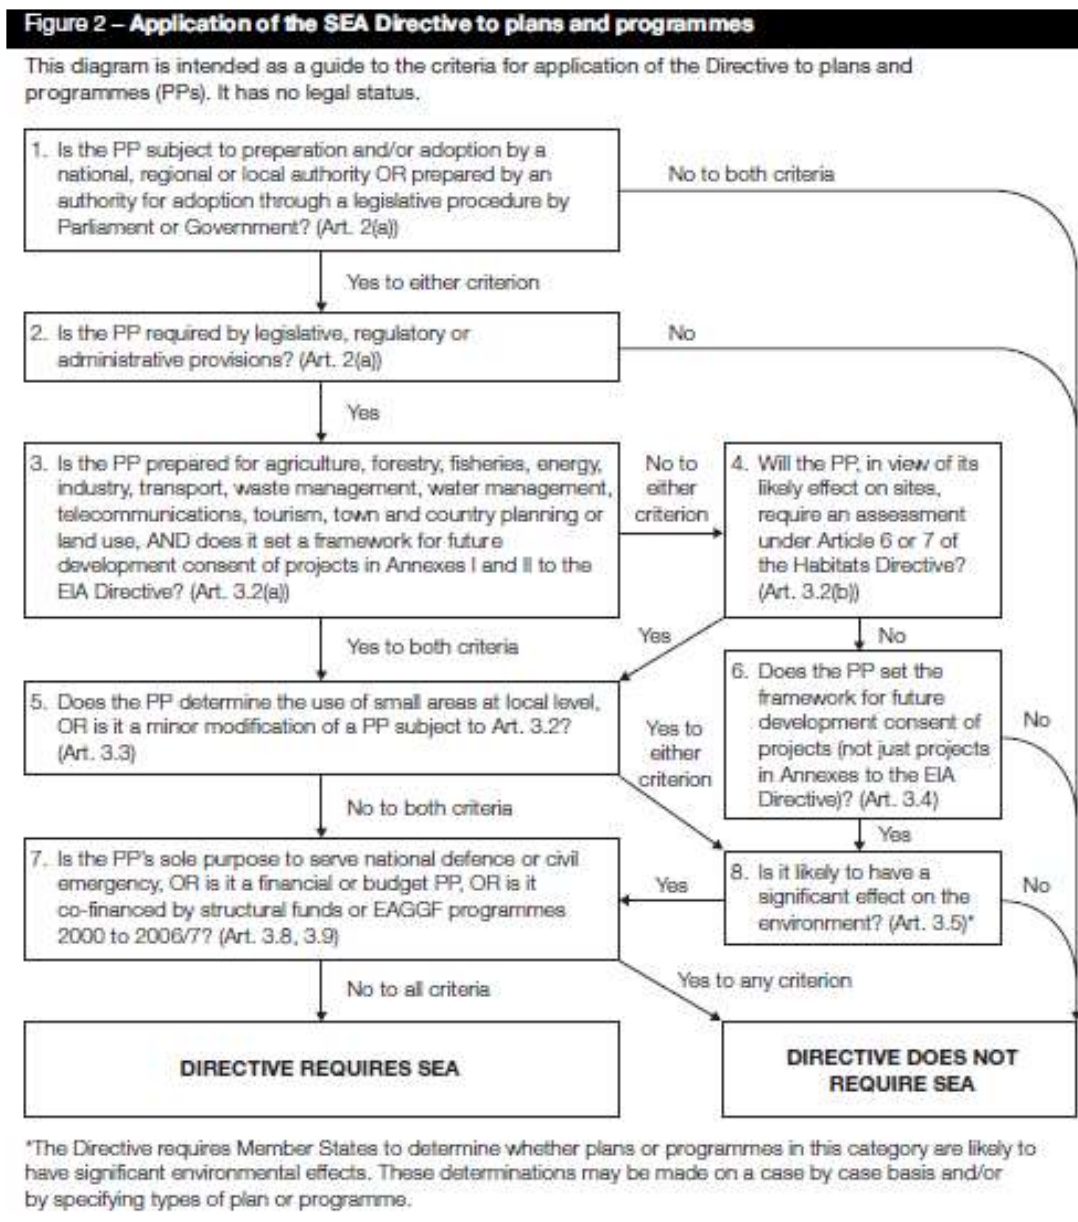 Figure 2 – Application of the SEA Directive to plans and programmes
This diagram is intended as a guide to the criteria for application of the Directive to plans and
programmes (PPs). It has no legal status.
1. Is the PP subject to preparation and/or adoption by a
national, regional or local authority OR prepared by an
authority for adoption through a legislative procedure by
Parliament or Government? (Art. 2(a))
No to both criteria
Yes to either criterion
2. Is the PP required by legislative, regulatory or
administrative provisions? (Art. 2(a))
No
Yes
3. Is the PP prepared for agriculture, forestry, fisheries, energy,
industry, transport, waste management, water management,
telecommunications, tourism, town and country planning or
land use, AND does it set a framework for future
development consent of projects in Annexes I and II to the
EIA Directive? (Art. 3.2(a))
No to
either
criterion
4. Will the PP, in view of its
likely effect on sites,
require an assessment
under Article 6 or 7 of
the Habitats Directive?
(Art. 3.2(b))
Yes to both criteria
Yes
No
5. Does the PP determine the use of small areas at local level,
OR is it a minor modification of a PP subject to Art. 3.2?
(Art. 3.3)
Yes to
either
criterion
6. Does the PP set the
framework for future
development consent of
projects (not just projects
in Annexes to the EIA
Directive)? (Art. 3.4)
No
No to both criteria
Yes
7. Is the PP's sole purpose to serve national defence or civil
emergency, OR is it a financial or budget PP, OR is it
co-financed by structural funds or EAGGF programmes
2000 to 2006/7? (Art. 3.8, 3.9)
Yes
8. Is it likely to have a
significant effect on the
environment? (Art. 3.5)*
No
No to all criteria
Yes to any criterion
DIRECTIVE REQUIRES SEA
DIRECTIVE DOES NOT
REQUIRE SEA
*The Directive requires Member States to determine whether plans or programmes in this category are likely to
have significant environmental effects. These determinations may be made on a case by case basis and/or
by specifying types of plan or programme.